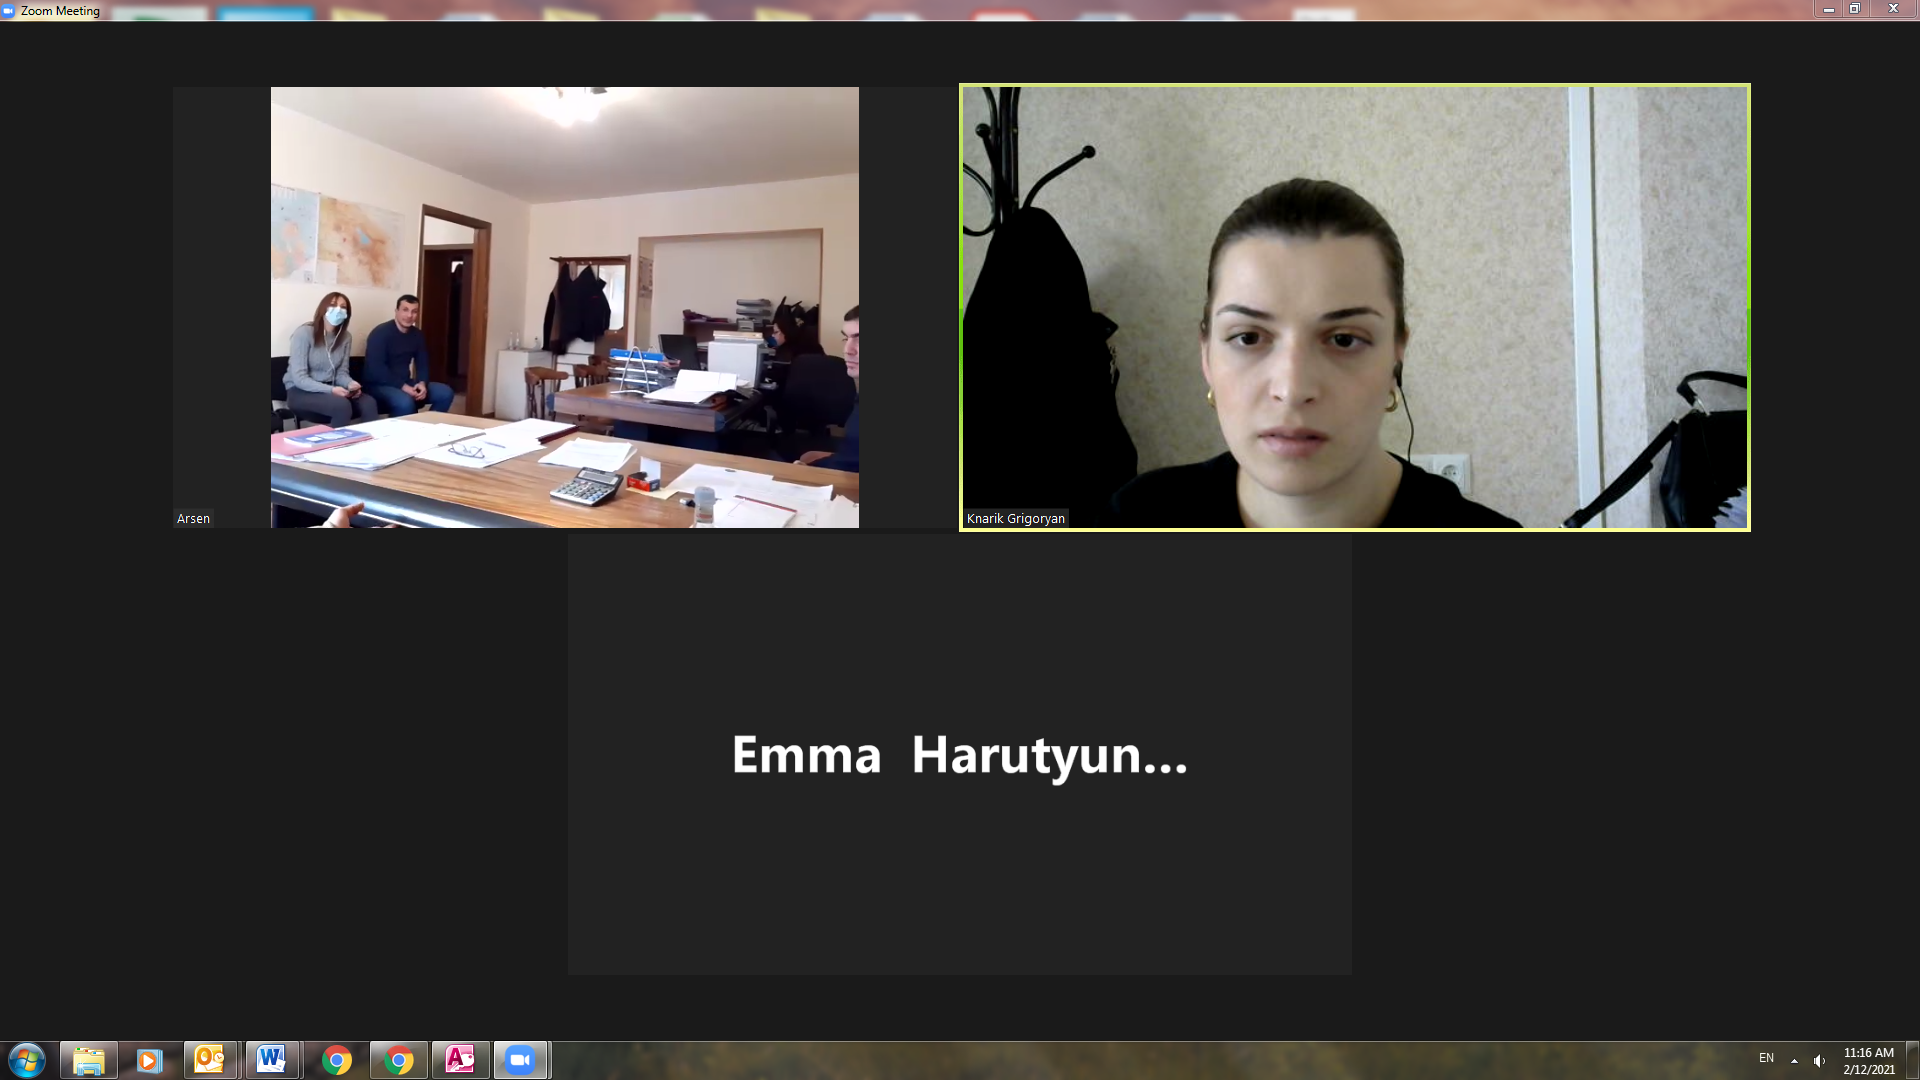 Zoom Meeting
Arsen
Knarik Grigoryan
Emma Harutyun...
EN
11:16 AM
2/12/2021